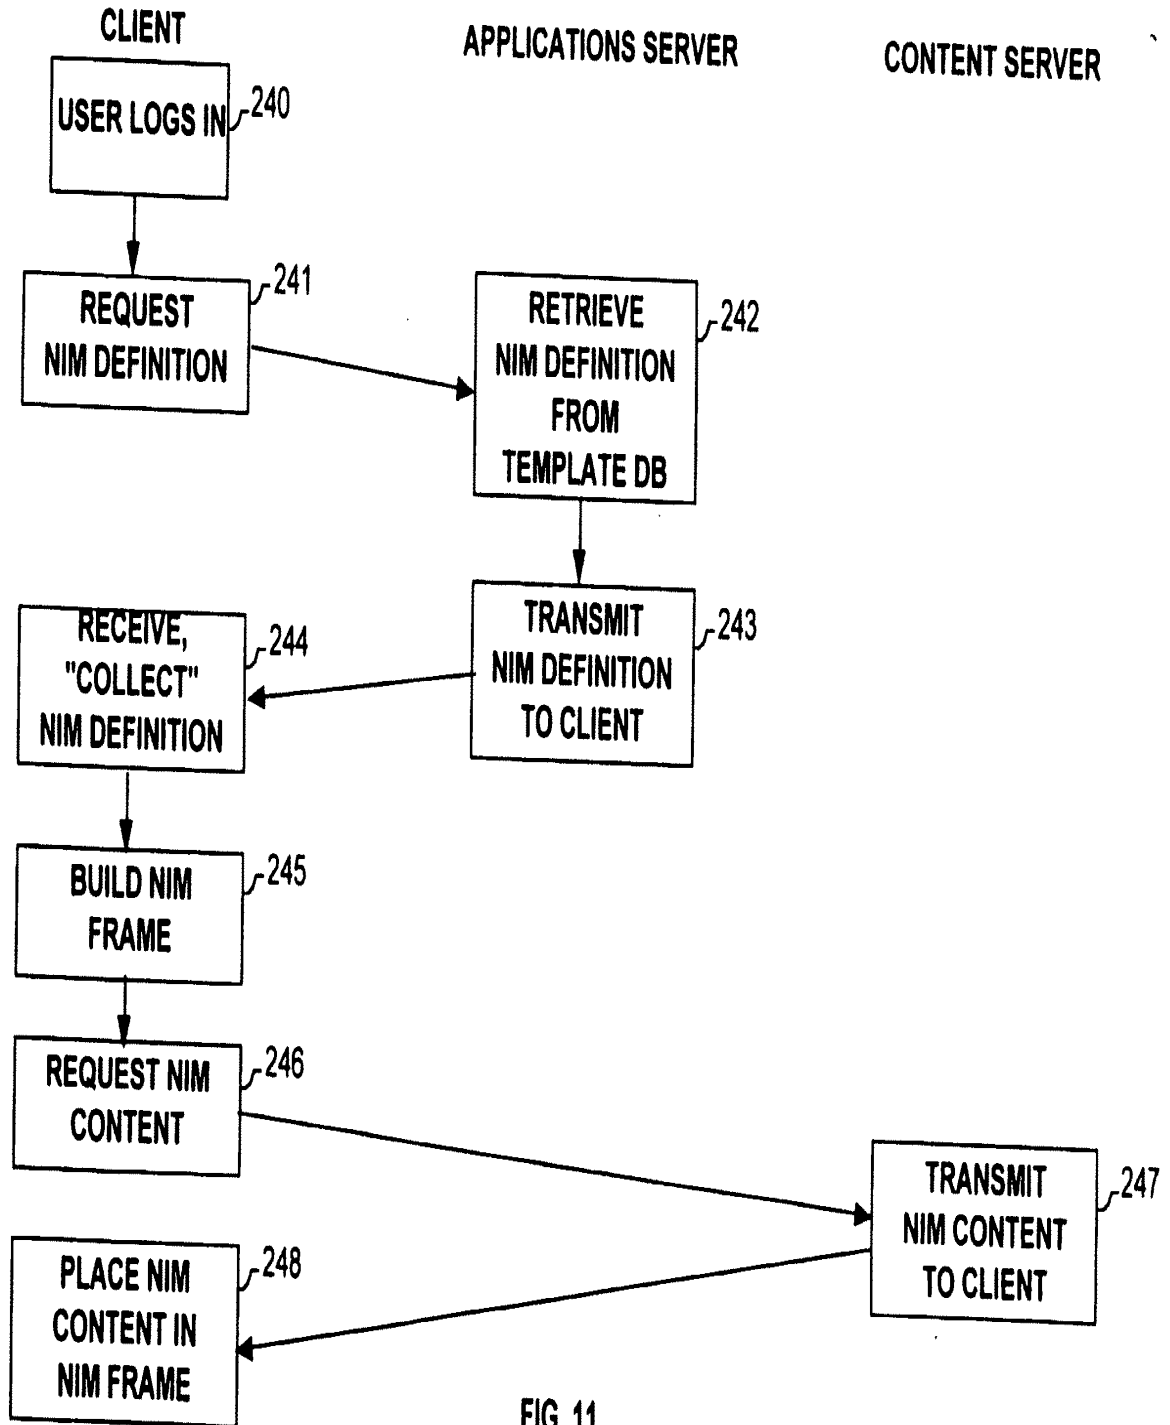 CLIENT
APPLICATIONS SERVER
CONTENT SERVER
USER LOGS IN
240
REQUEST
NIM DEFINITION
241
RETRIEVE
NIM DEFINITION
FROM
TEMPLATE DB
242
TRANSMIT
NIM DEFINITION
TO CLIENT
243
RECEIVE,
"COLLECT"
NIM DEFINITION
244
BUILD NIM
FRAME
245
REQUEST NIM
CONTENT
246
TRANSMIT
NIM CONTENT
TO CLIENT
247
PLACE NIM
CONTENT IN
NIM FRAME
248
FIG. 11